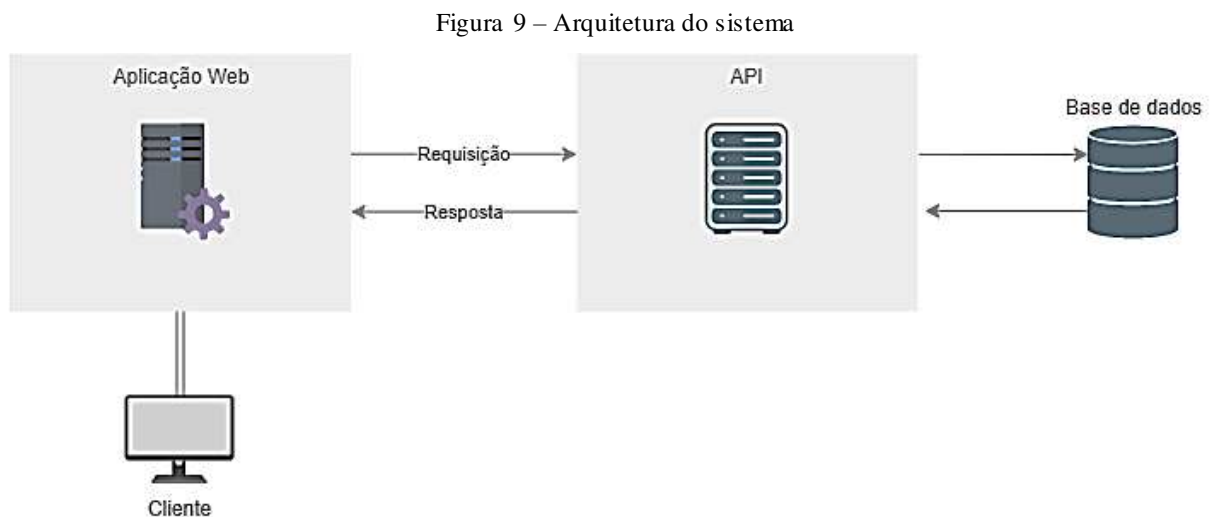 Figura 9 – Arquitetura do sistema
Aplicação Web
API
Base de dados
Requisição
Resposta
Cliente